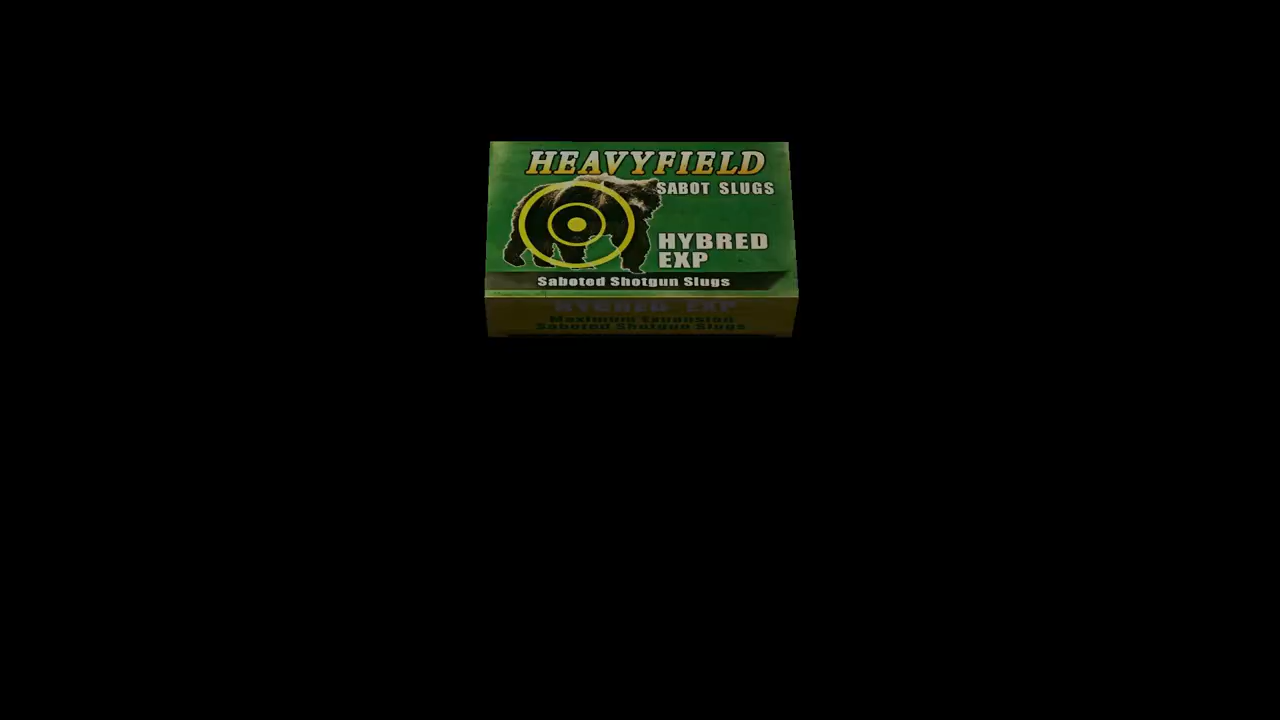 HEAVYFIELD
SABOT SLUGS
HYBRED
EXP
Saboted Shotgun Slugs
HYBRED EXP
Maximum Expansion
Saboted Shotgun Slugs